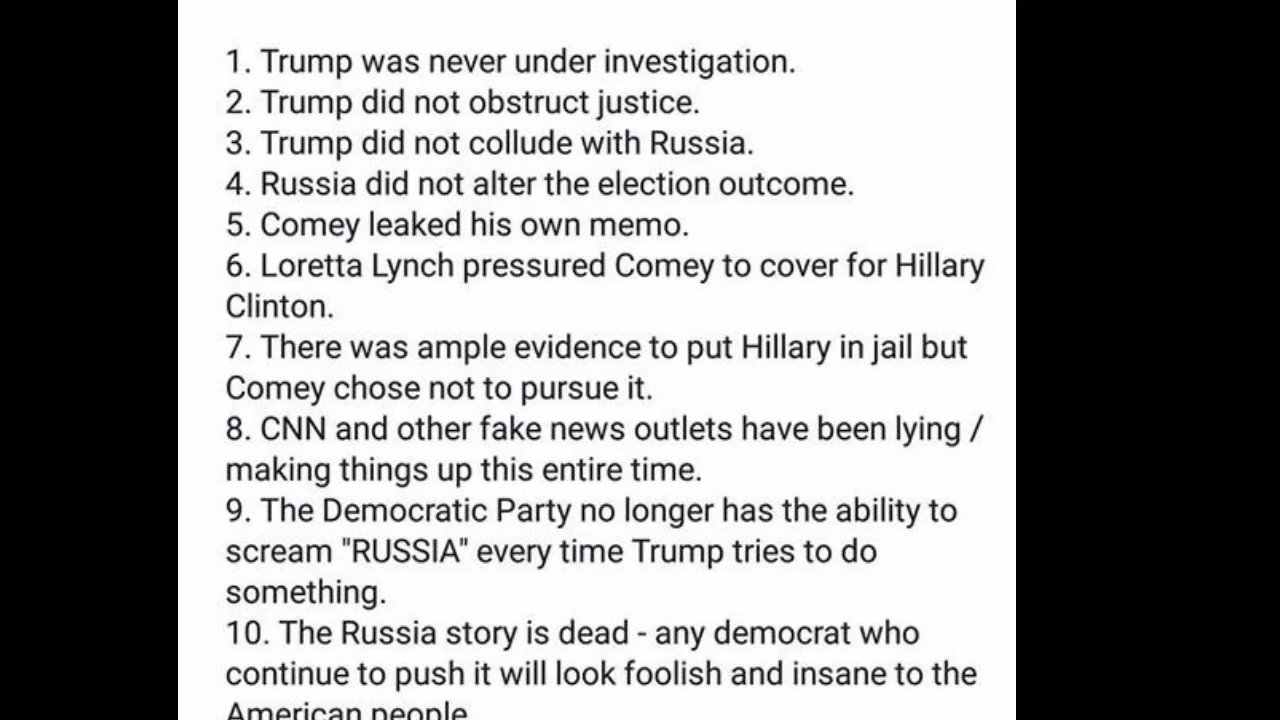 1. Trump was never under investigation.
2. Trump did not obstruct justice.
3. Trump did not collude with Russia.
4. Russia did not alter the election outcome.
5. Comey leaked his own memo.
6. Loretta Lynch pressured Comey to cover for Hillary
Clinton.
7. There was ample evidence to put Hillary in jail but
Comey chose not to pursue it.
8. CNN and other fake news outlets have been lying /
making things up this entire time.
9. The Democratic Party no longer has the ability to
scream "RUSSIA" every time Trump tries to do
something.
10. The Russia story is dead - any democrat who
continue to push it will look foolish and insane to the
American people